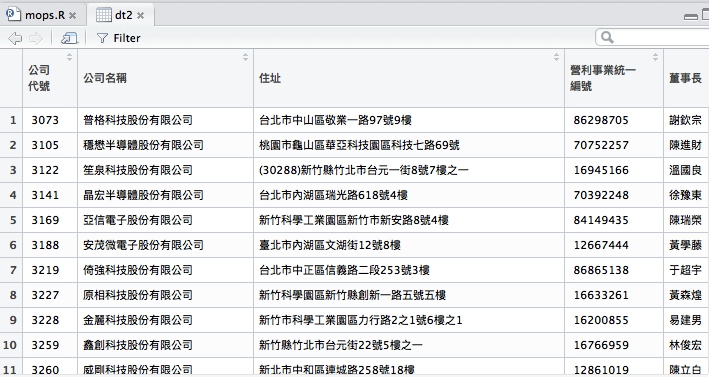 mops.R
dt2
Filter
公司代號 公司名稱 住址 營利事業統一編號 董事長
1 3073 普格科技股份有限公司 台北市中山區敬業一路97號9樓 86298705 謝欽宗
2 3105 穩懋半導體股份有限公司 桃園市龜山區華亞科技園區科技七路69號 70752257 陳進財
3 3122 笙泉科技股份有限公司 (30288)新竹縣竹北市台元一街8號7樓之一 16945166 溫國良
4 3141 晶宏半導體股份有限公司 台北市內湖區瑞光路618號4樓 70392248 徐豫東
5 3169 亞信電子股份有限公司 新竹科學工業園區新竹市新安路8號4樓 84149435 陳瑞榮
6 3188 安茂微電子股份有限公司 臺北市內湖區文湖街12號8樓 12667444 黃學藤
7 3219 倚強科技股份有限公司 台北市中正區信義路二段253號3樓 86865138 于超宇
8 3227 原相科技股份有限公司 新竹科學園區新竹縣創新一路五號五樓 16633261 黃森煌
9 3228 金麗科技股份有限公司 新竹市科學工業園區力行路2之1號6樓之1 16200855 易建男
10 3259 鑫創科技股份有限公司 新竹縣竹北市台元街22號5樓之一 16766959 林俊宏
11 3260 威剛科技股份有限公司 新北市中和區連城路258號18樓 12861019 陳立白